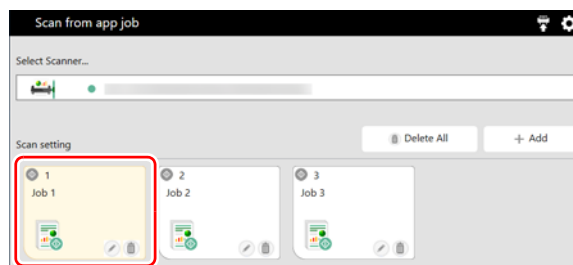 Scan from app job
Select Scanner...
Scan setting
Delete All
+ Add
1
Job 1
2
Job 2
3
Job 3